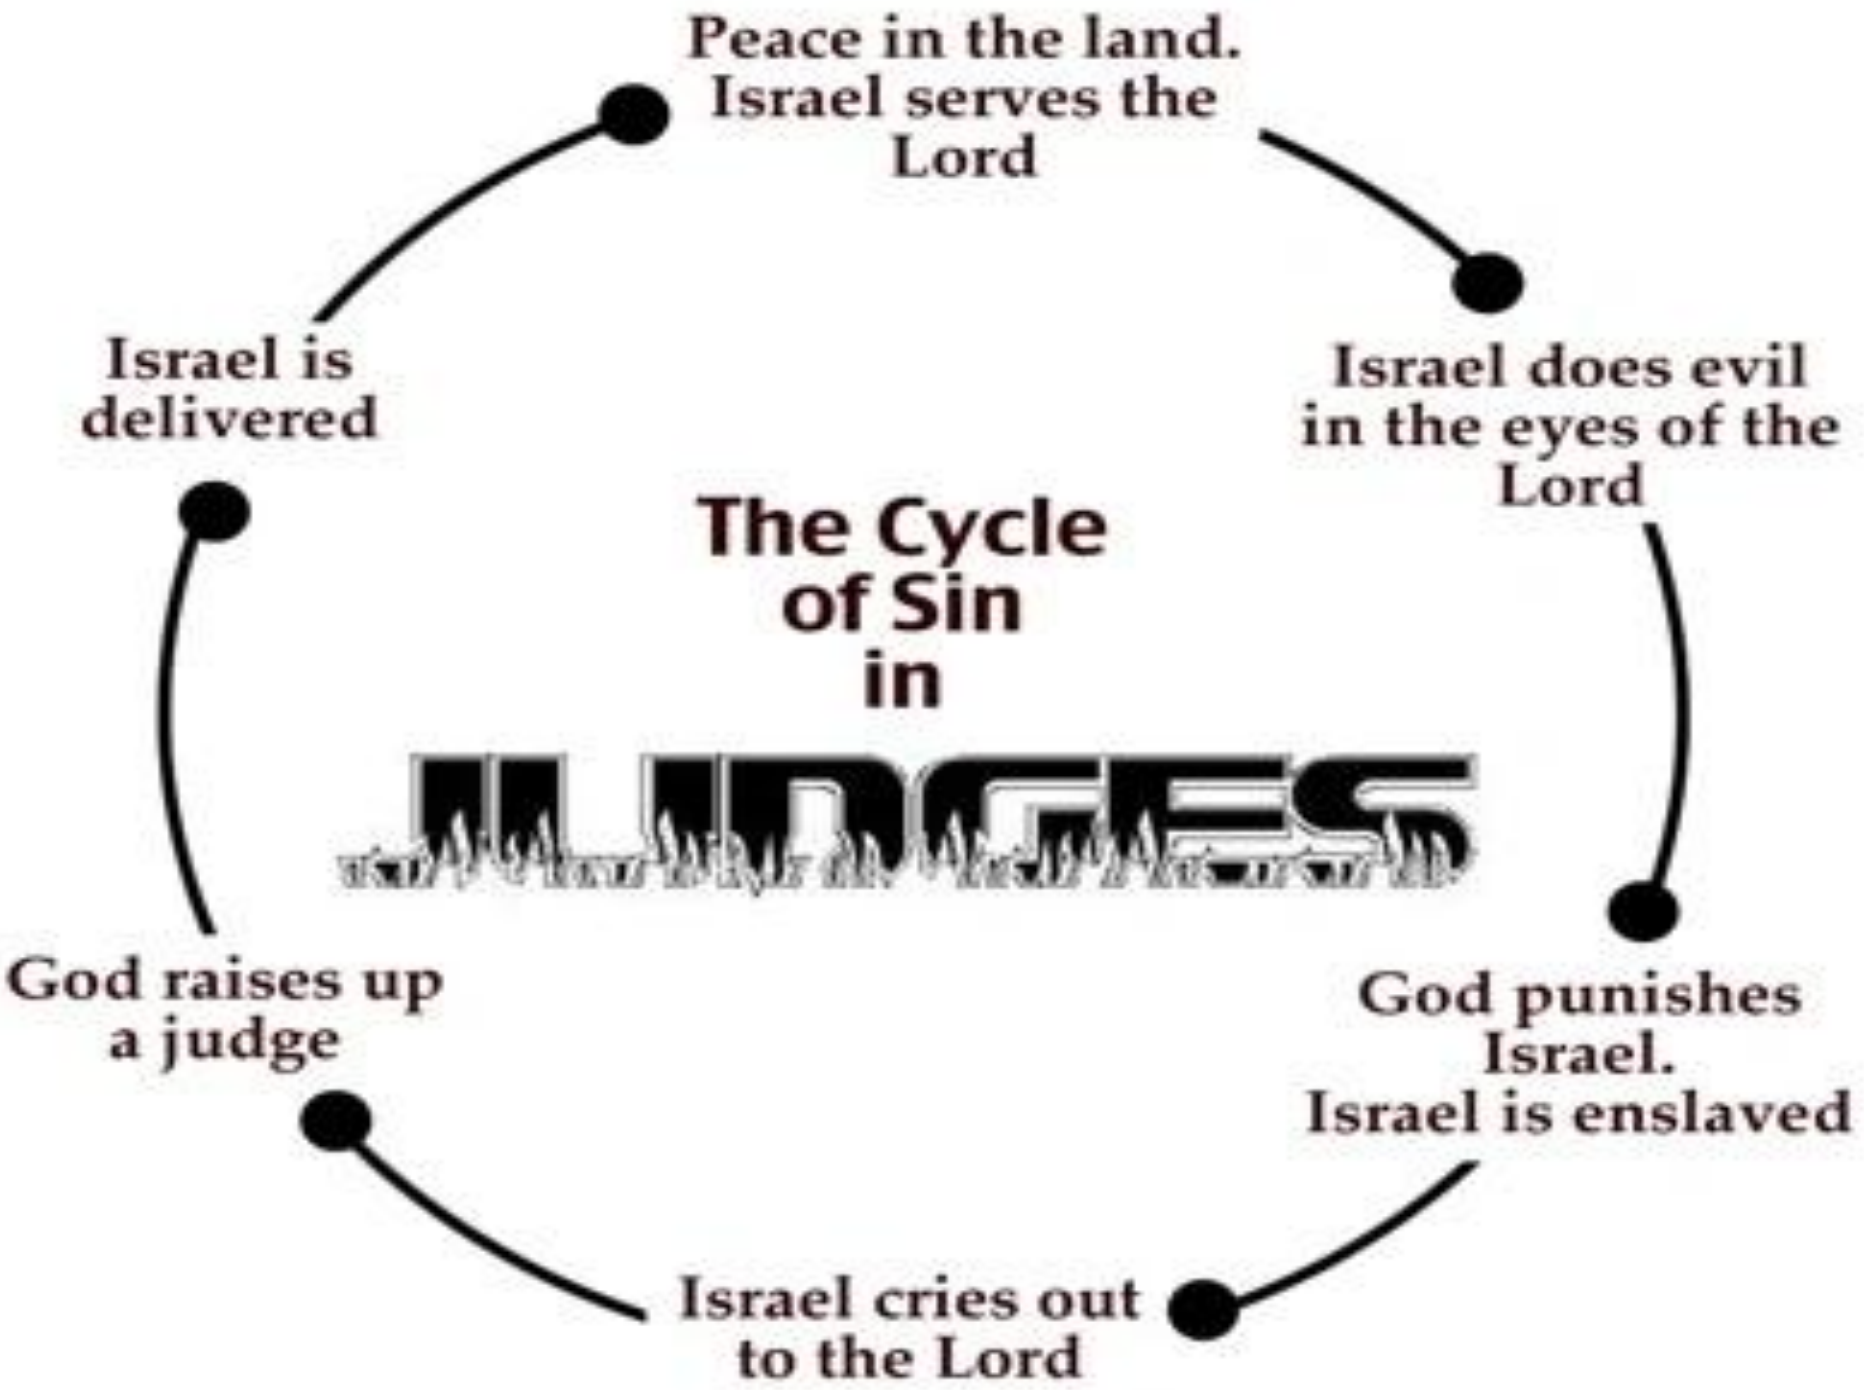 Peace in the land.
Israel serves the
Lord
Israel does evil
in the eyes of the
Lord
God punishes
Israel.
Israel is enslaved
Israel cries out
to the Lord
God raises up
a judge
Israel is
delivered
The Cycle
of Sin
in
JUDGES